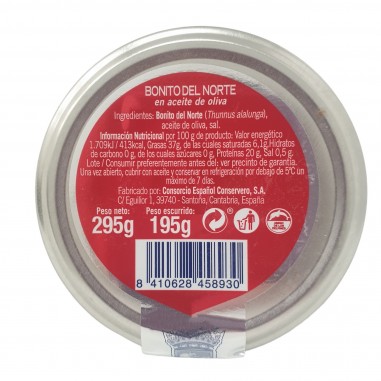 BONITO DEL NORTE
en aceite de oliva
Ingredientes: Bonito del Norte (Thunnus alalunga),
aceite de oliva, sal.
Información Nutricional por 100 g de producto: Valor energético
1.709kJ / 413kcal, Grasas 37g, de las cuales saturadas 6,1g,Hidratos
de carbono 0 g, de los cuales azúcares 0 g. Proteínas 20 g, Sal 0,5 g.
Lote / Consumir preferentemente antes del: ver precinto de garantía.
Una vez abierto, cubrir con aceite y conservar en refrigeración por debajo de 5ºC un
máximo de 7 días.
Fabricado por: Consorcio Español Conservero, S.A.
C/ Eguilior 1, 39740 - Santoña, Cantabria, España
Peso neto: Peso escurrido:
295g 195g
8 410628 458930